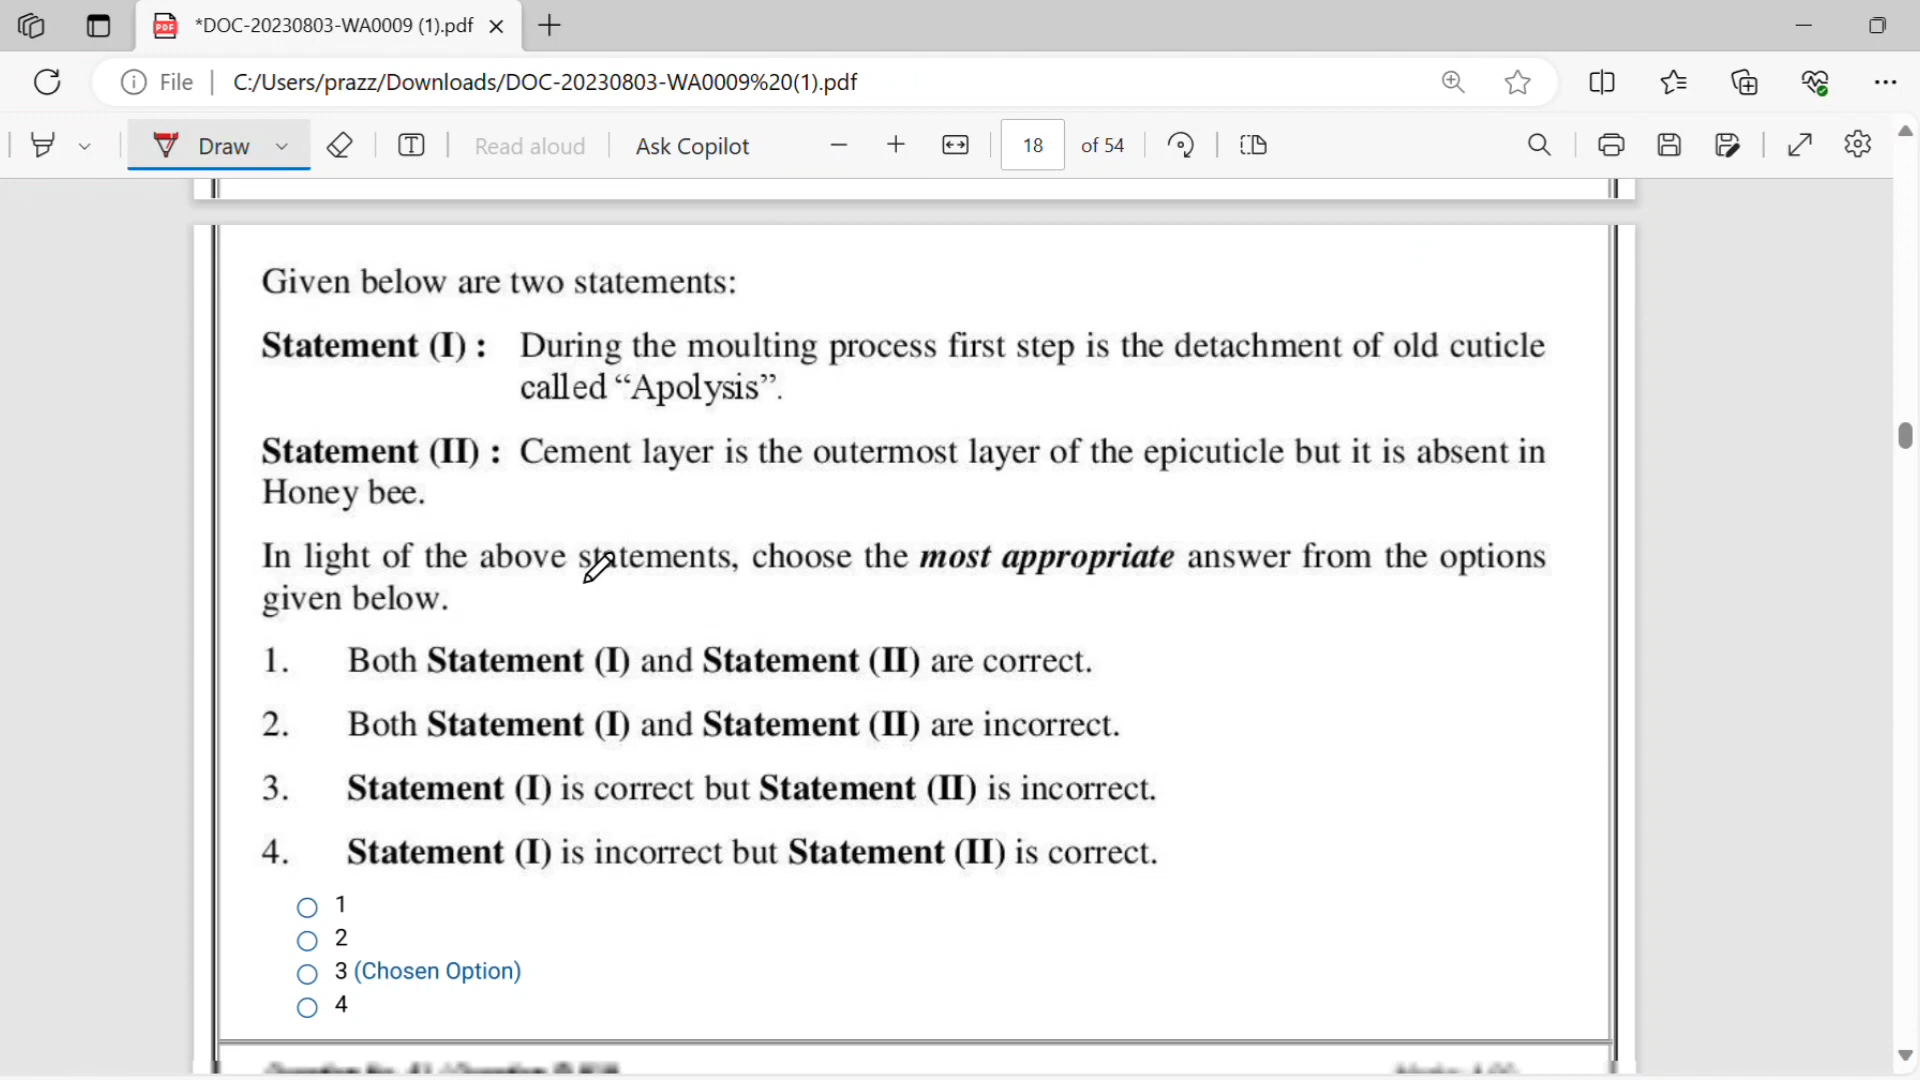 *DOC-20230803-WA0009 (1).pdf
File C:/Users/prazz/Downloads/DOC-20230803-WA0009%20(1).pdf
Draw Read aloud Ask Copilot 18 of 54
Given below are two statements:
Statement (I) : During the moulting process first step is the detachment of old cuticle
called “Apolysis”.
Statement (II) : Cement layer is the outermost layer of the epicuticle but it is absent in
Honey bee.
In light of the above statements, choose the most appropriate answer from the options
given below.
1. Both Statement (I) and Statement (II) are correct.
2. Both Statement (I) and Statement (II) are incorrect.
3. Statement (I) is correct but Statement (II) is incorrect.
4. Statement (I) is incorrect but Statement (II) is correct.
1
2
3 (Chosen Option)
4